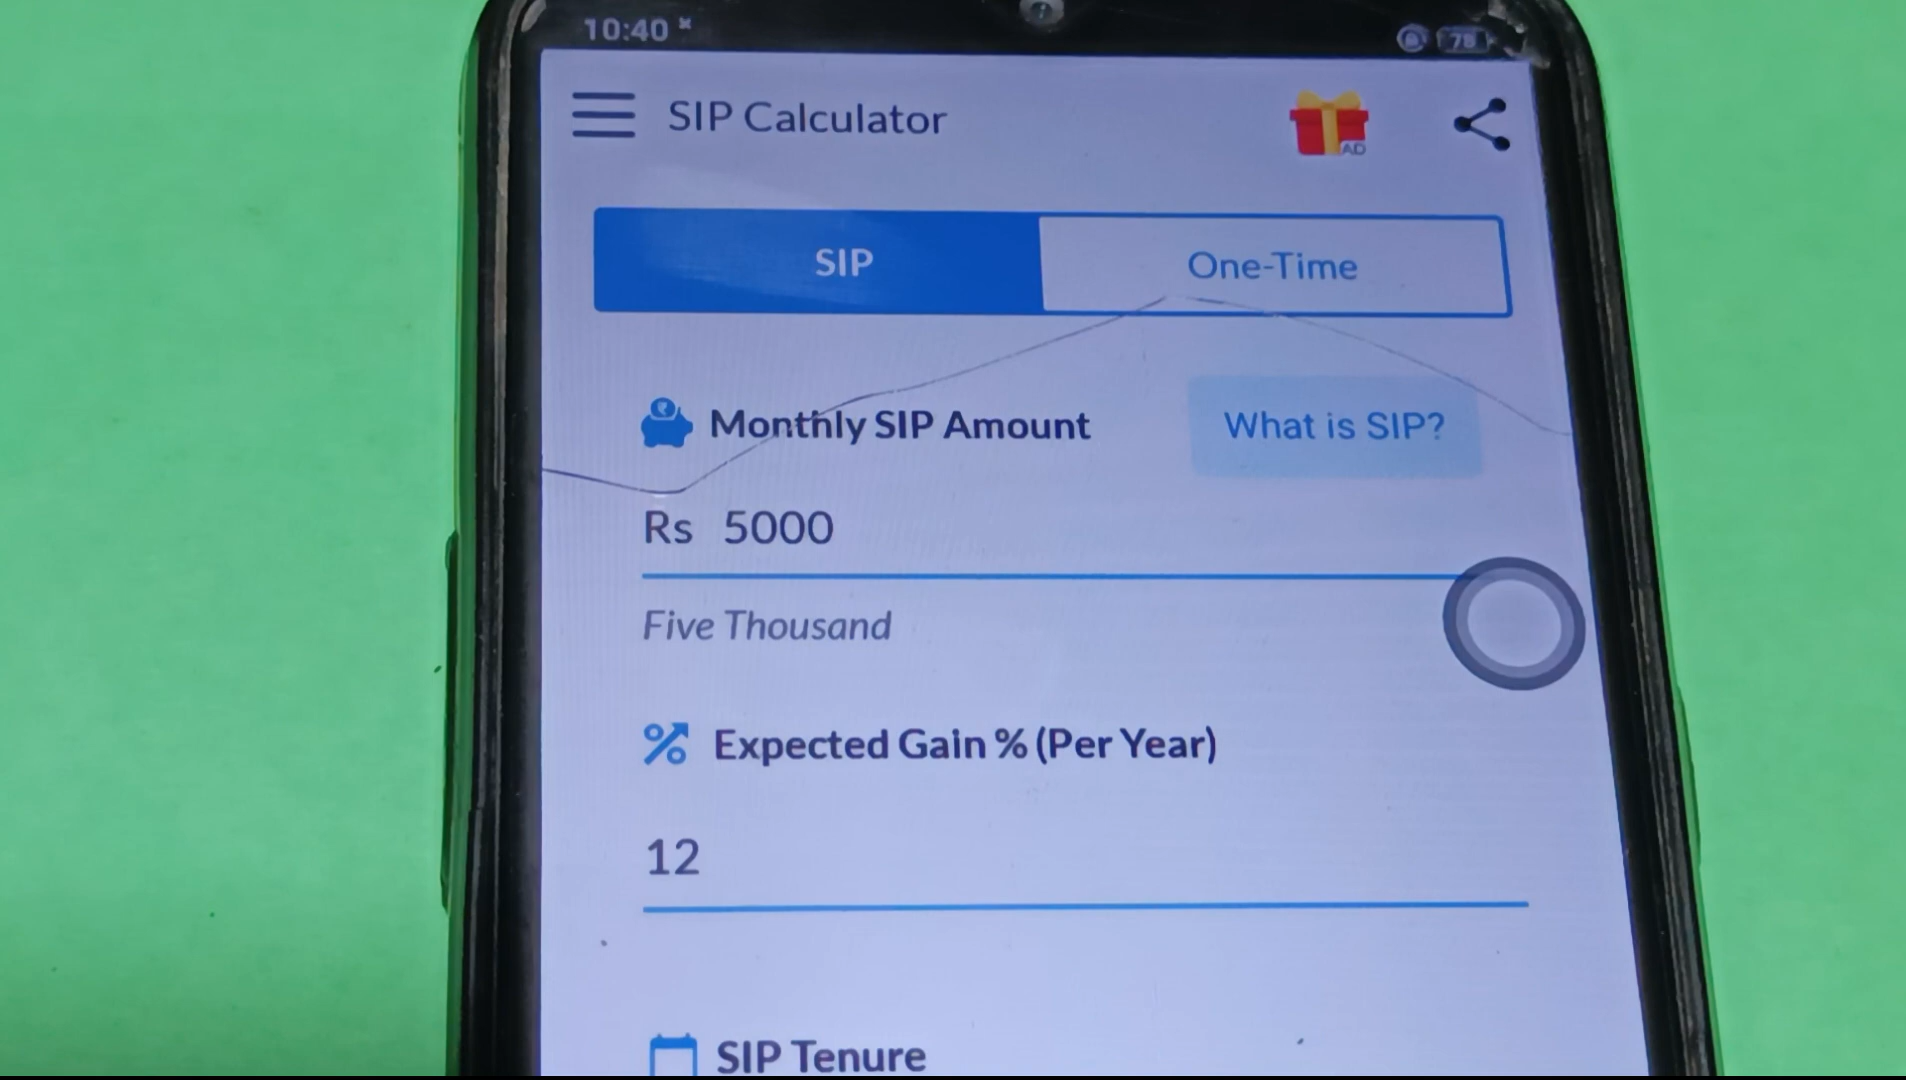 10:40
78
SIP Calculator
AD
SIP
One-Time
Monthly SIP Amount
What is SIP?
Rs 5000
Five Thousand
Expected Gain % (Per Year)
12
SIP Tenure